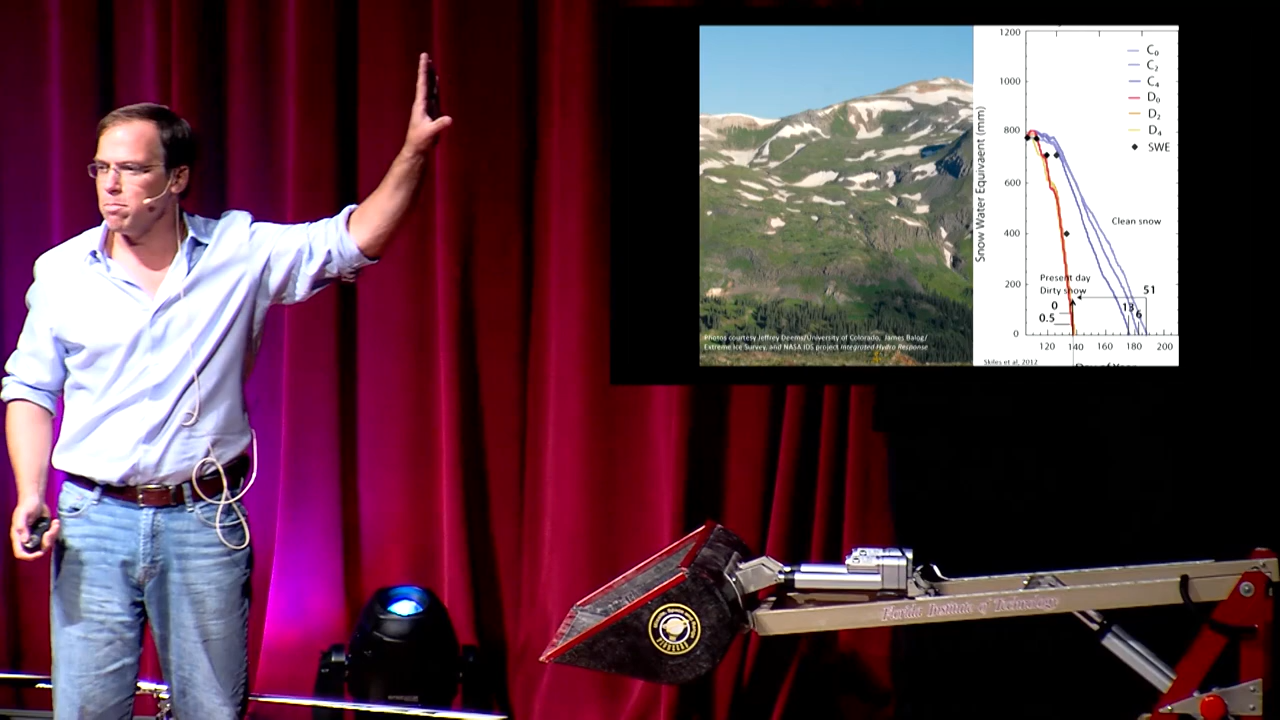 Photos courtesy Jeffrey Deems/University of Colorado, James Balog/
Extreme Ice Survey, and NASA IDS project Integrated Hydro Response
1200
1000
800
600
400
200
0
Snow Water Equivaent (mm)
C0
C2
C4
D0
D2
D4
SWE
Clean snow
Present day
Dirty snow
51
0
13
6
0.5
120
140
160
180
200
Skiles et al, 2012
Florida Institute of Technology